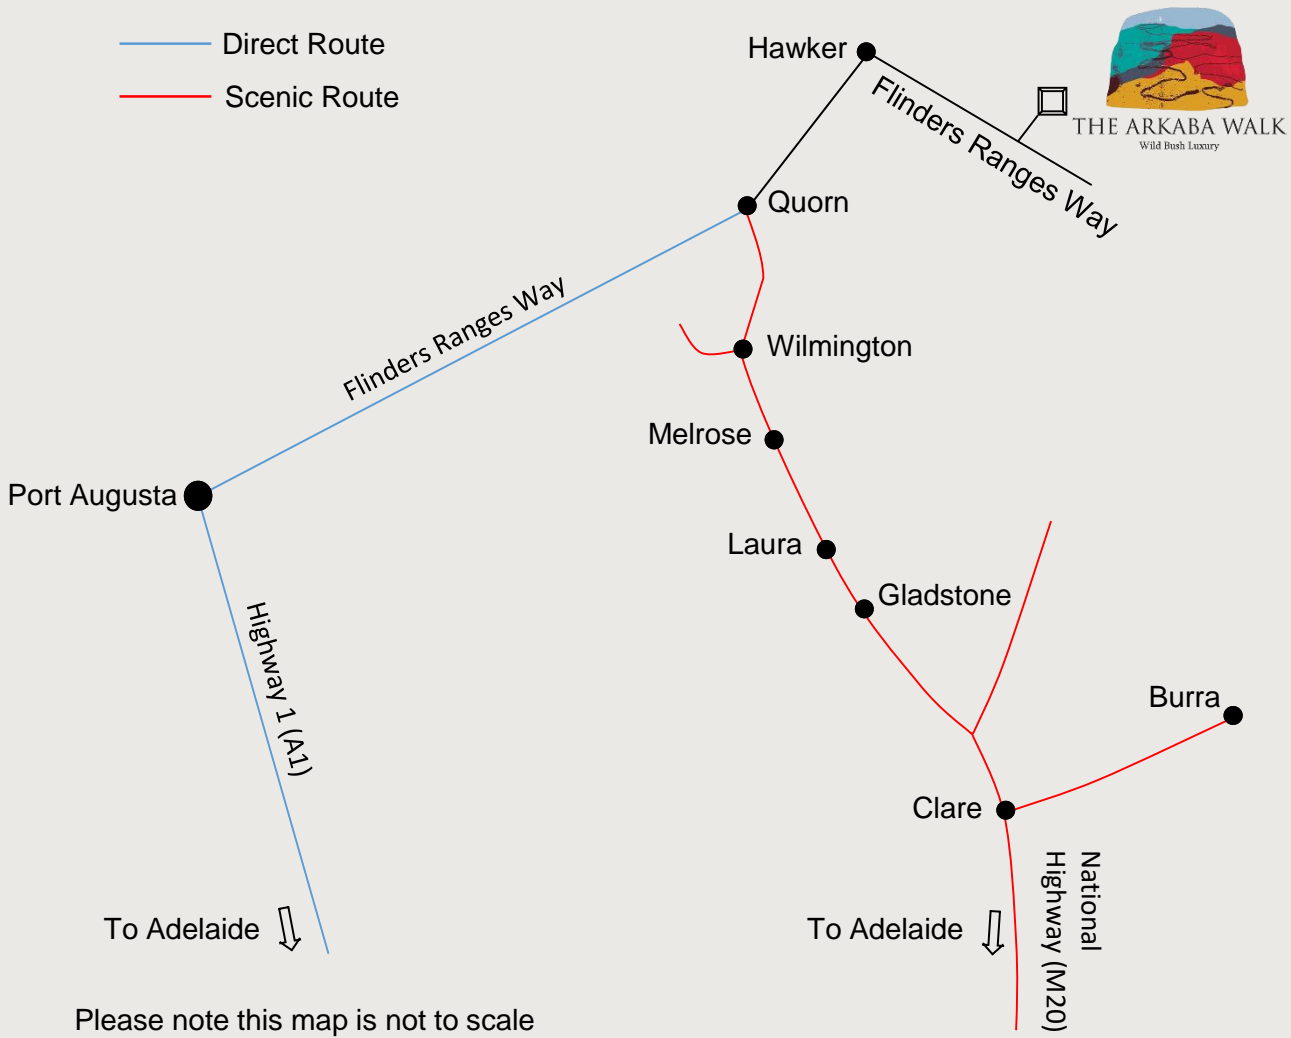 Direct Route
Scenic Route
Hawker
Flinders Ranges Way
THE ARKABA WALK
Wild Bush Luxury
Quorn
Flinders Ranges Way
Wilmington
Melrose
Port Augusta
Laura
Gladstone
Highway 1 (A1)
Burra
Clare
National
Highway (M20)
To Adelaide
To Adelaide
Please note this map is not to scale